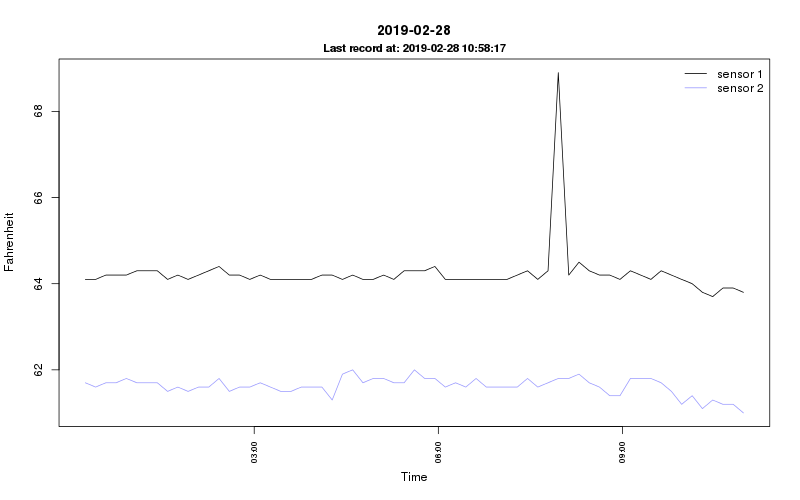 2019-02-28
Last record at: 2019-02-28 10:58:17
sensor 1
sensor 2
Fahrenheit
68
66
64
62
03:00
06:00
09:00
Time